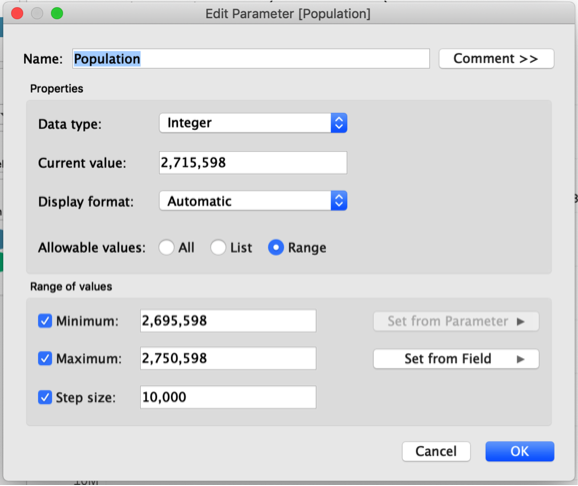 Edit Parameter [Population]
Name: Population Comment >>
Properties
Data type: Integer
Current value: 2,715,598
Display format: Automatic
Allowable values: All List Range
Range of values
Minimum: 2,695,598 Set from Parameter ▶
Maximum: 2,750,598 Set from Field ▶
Step size: 10,000
Cancel OK